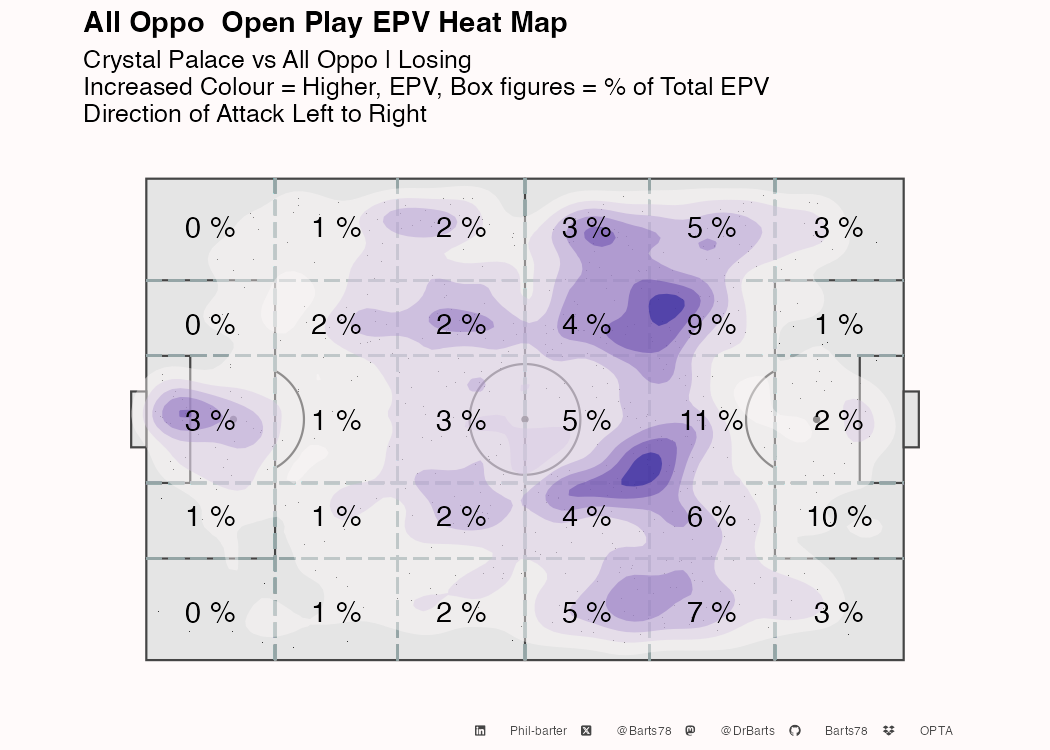 All Oppo  Open Play EPV Heat Map
Crystal Palace vs All Oppo | Losing
Increased Colour = Higher, EPV, Box figures = % of Total EPV
Direction of Attack Left to Right
0 % 1 % 2 % 3 % 5 % 3 %
0 % 2 % 2 % 4 % 9 % 1 %
3 % 1 % 3 % 5 % 11 % 2 %
1 % 1 % 2 % 4 % 6 % 10 %
0 % 1 % 2 % 5 % 7 % 3 %
Phil-barter @Barts78 @DrBarts Barts78 OPTA